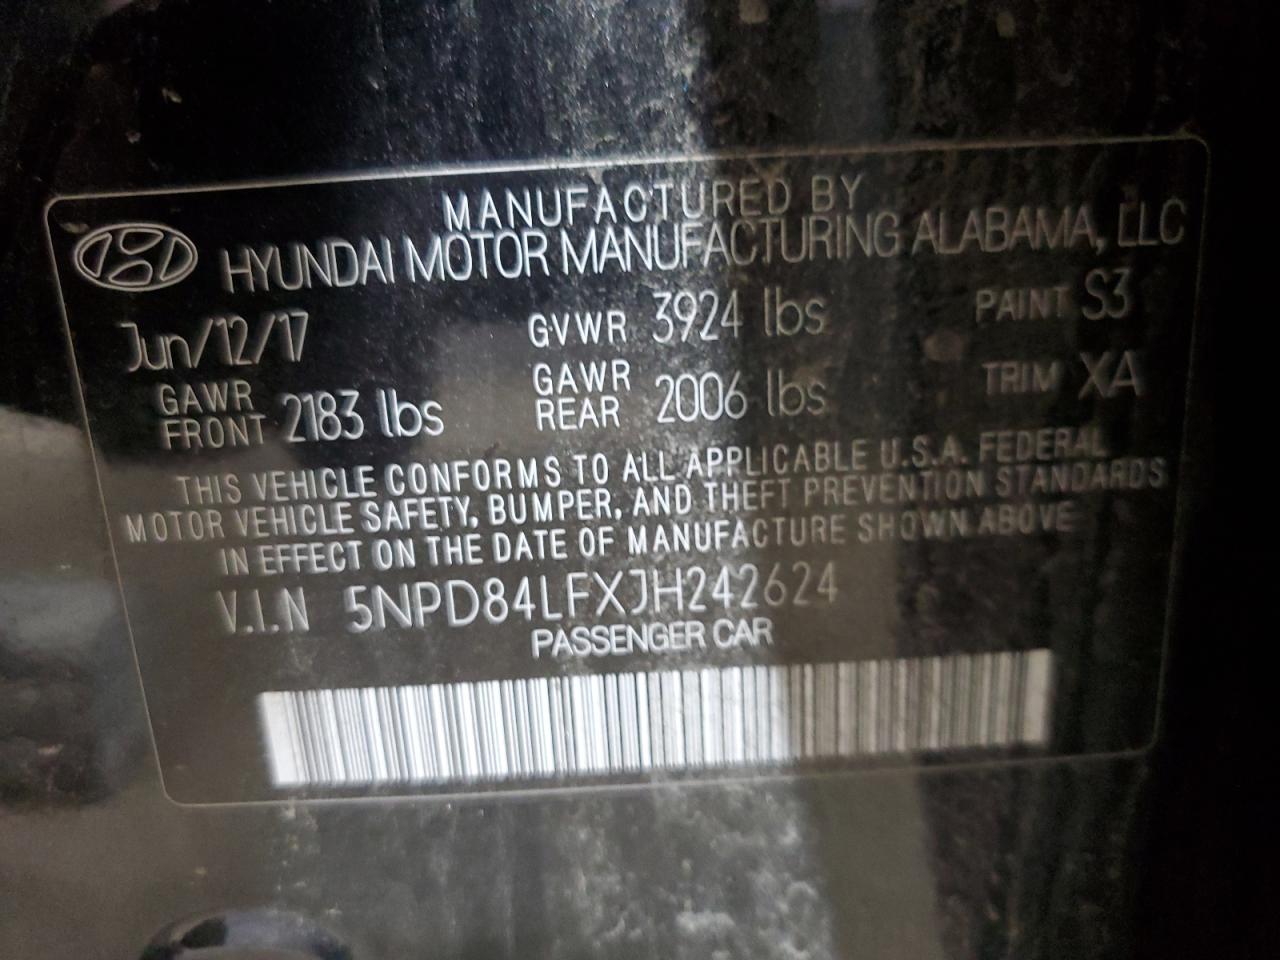 MANUFACTURED BY
HYUNDAI MOTOR MANUFACTURING ALABAMA, LLC
Jun/12/17 GVWR 3924 lbs PAINT S3
GAWR FRONT 2183 lbs GAWR REAR 2006 lbs TRIM XA
THIS VEHICLE CONFORMS TO ALL APPLICABLE U.S.A. FEDERAL
MOTOR VEHICLE SAFETY, BUMPER, AND THEFT PREVENTION STANDARDS
IN EFFECT ON THE DATE OF MANUFACTURE SHOWN ABOVE
V.I.N 5NPD84LFXJH242624
PASSENGER CAR